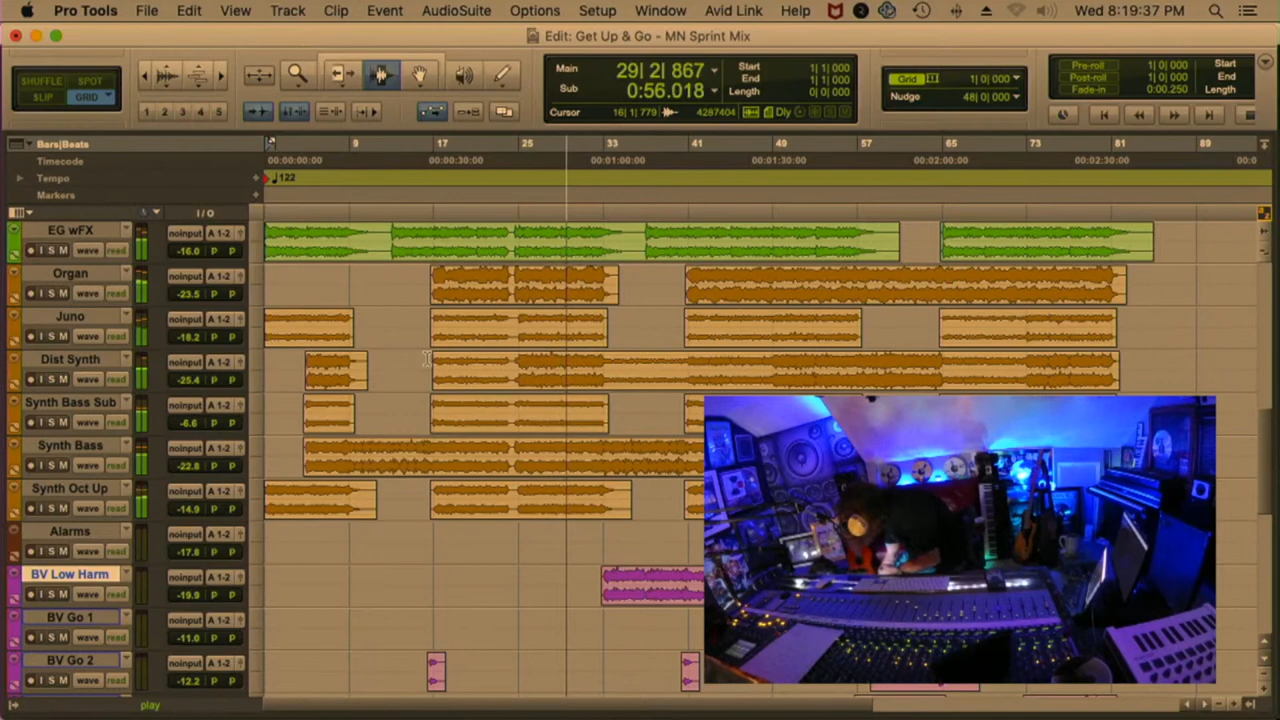 Pro Tools File Edit View Track Clip Event AudioSuite Options Setup Window Avid Link Help Wed 8:19:37 PM
Edit: Get Up & Go - MN Sprint Mix
SHUFFLE SPOT
SLIP GRID
1 2 3 4 5
Main 29| 2| 867
Sub 0:56.018
Start 1| 1| 000
End 1| 1| 000
Length 0| 0| 000
Cursor 16| 1| 779 4287404 Dly
Grid 1| 0| 000
Nudge 48| 0| 000
Pre-roll
Post-roll
Fade-in
1| 0| 000
1| 0| 000
0:00.250
Start
End
Length
Bars|Beats 9 17 25 33 41 49 57 65 73 81 89
Timecode 00:00:00:00 00:00:30:00 00:01:00:00 00:01:30:00 00:02:00:00 00:02:30:00
Tempo 122
Markers
I/O
EG wFX noinput A 1-2
I S M wave read -16.0 P P
Organ noinput A 1-2
I S M wave read -23.5 P P
Juno noinput A 1-2
I S M wave read -18.2 P P
Dist Synth noinput A 1-2
I S M wave read -25.4 P P
Synth Bass Sub noinput A 1-2
I S M wave read -6.6 P P
Synth Bass noinput A 1-2
I S M wave read -22.8 P P
Synth Oct Up noinput A 1-2
I S M wave read -14.9 P P
Alarms noinput A 1-2
I S M wave read -17.8 P P
BV Low Harm noinput A 1-2
I S M wave read -19.9 P P
BV Go 1 noinput A 1-2
I S M wave read -11.0 P P
BV Go 2 noinput A 1-2
I S M wave read -12.2 P P
play